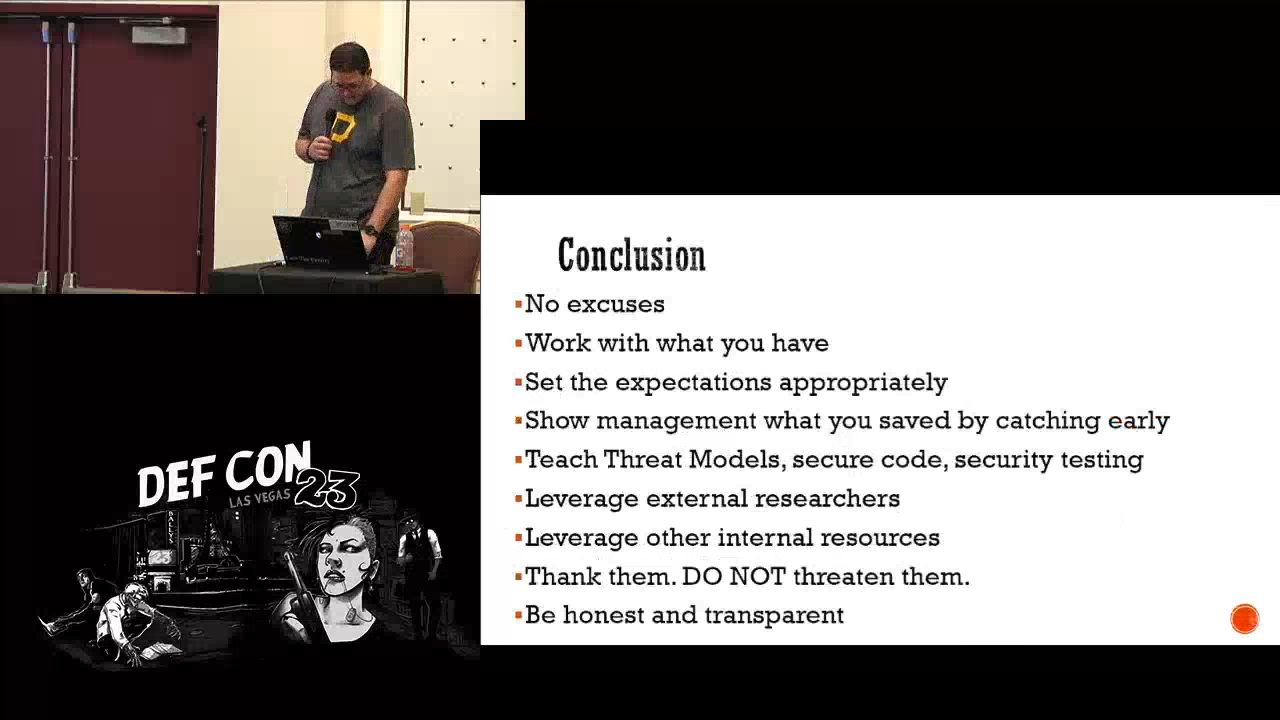 Conclusion
No excuses
Work with what you have
Set the expectations appropriately
Show management what you saved by catching early
Teach Threat Models, secure code, security testing
Leverage external researchers
Leverage other internal resources
Thank them. DO NOT threaten them.
Be honest and transparent
DEF CON
LAS VEGAS 23
BALLY'S